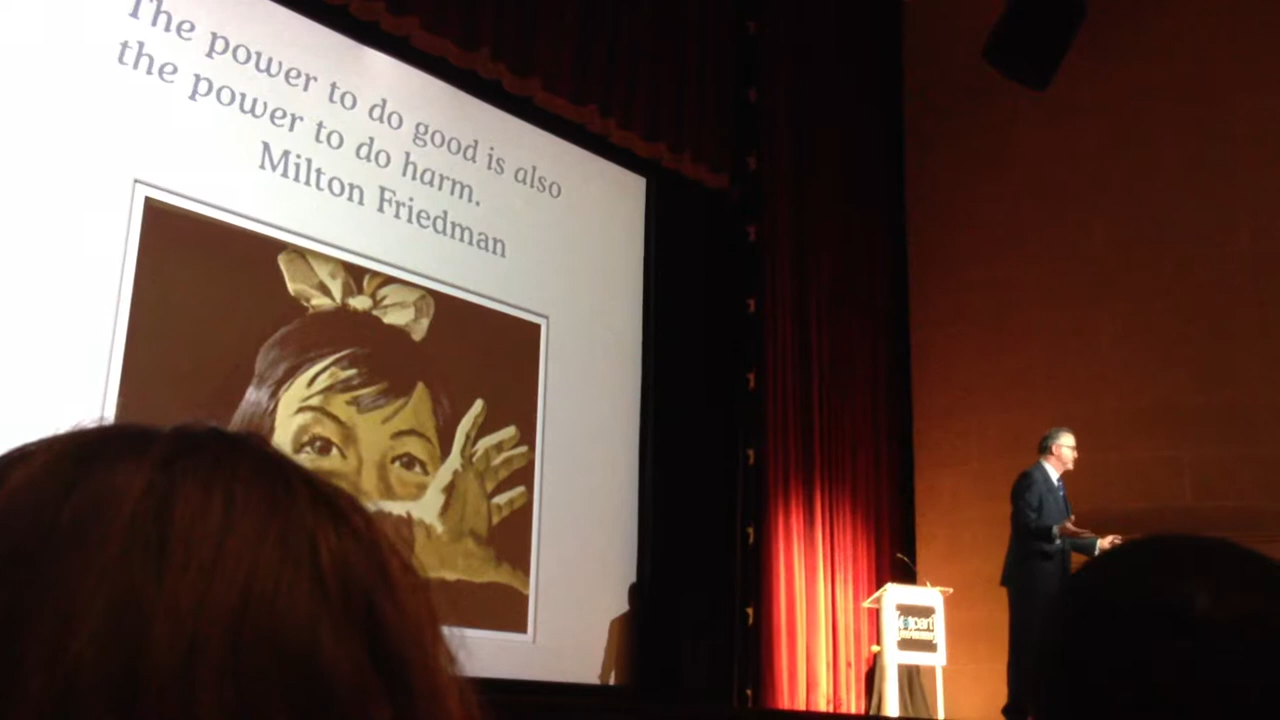 The power to do good is also
the power to do harm.
Milton Friedman